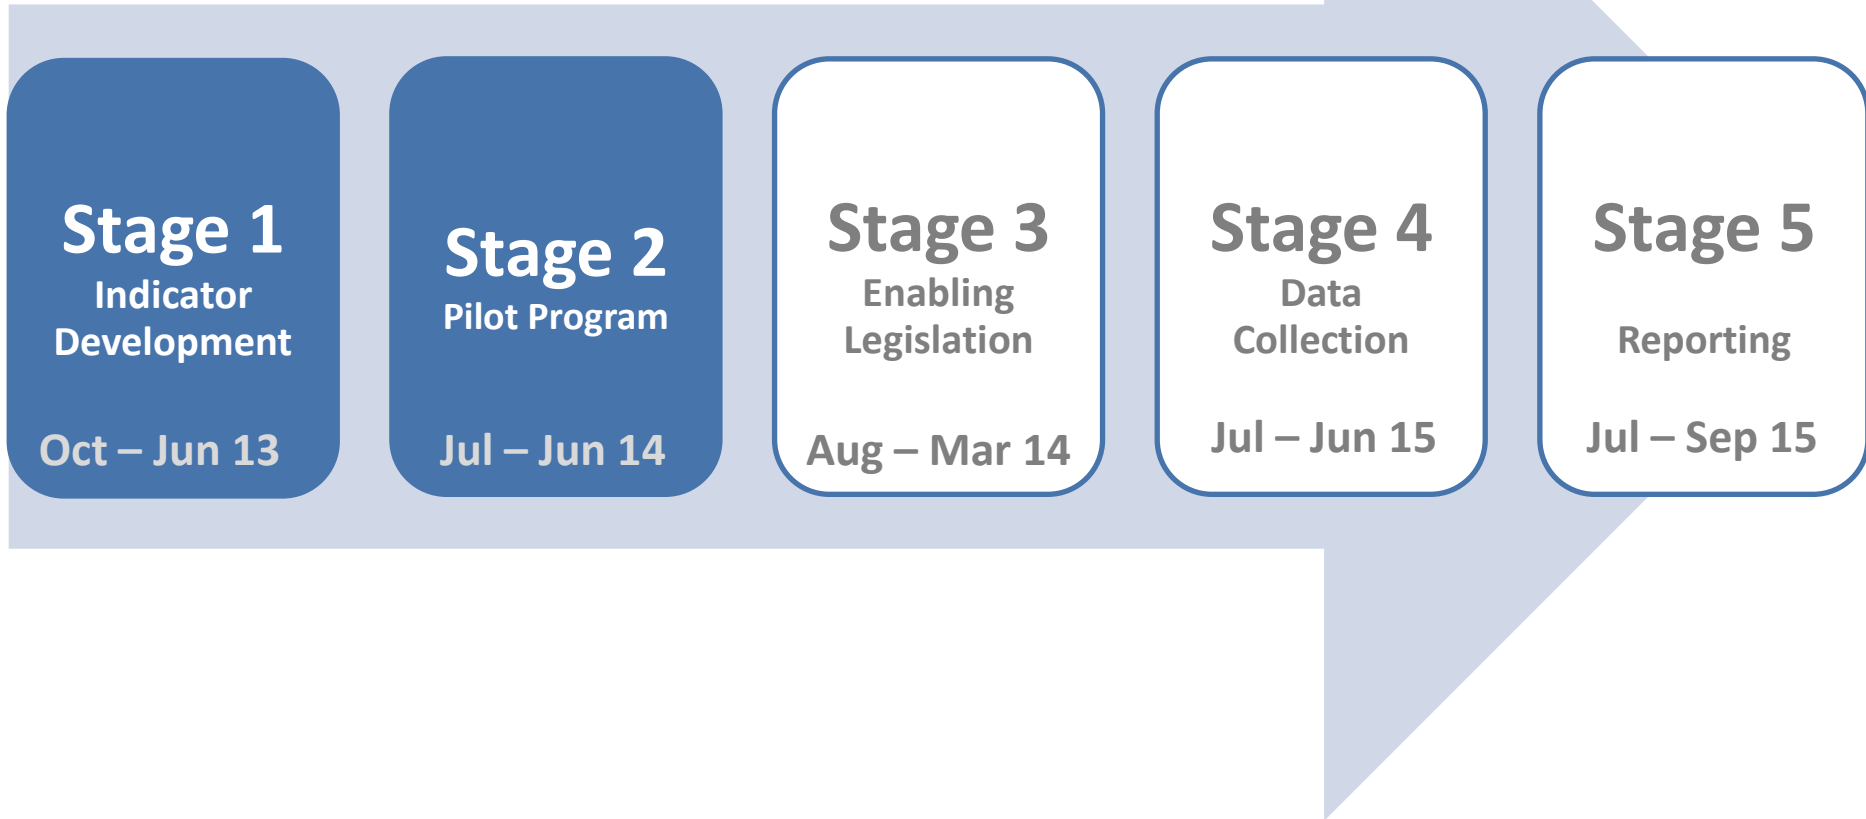 Stage 1
Indicator
Development
Oct – Jun 13
Stage 2
Pilot Program
Jul – Jun 14
Stage 3
Enabling
Legislation
Aug – Mar 14
Stage 4
Data
Collection
Jul – Jun 15
Stage 5
Reporting
Jul – Sep 15